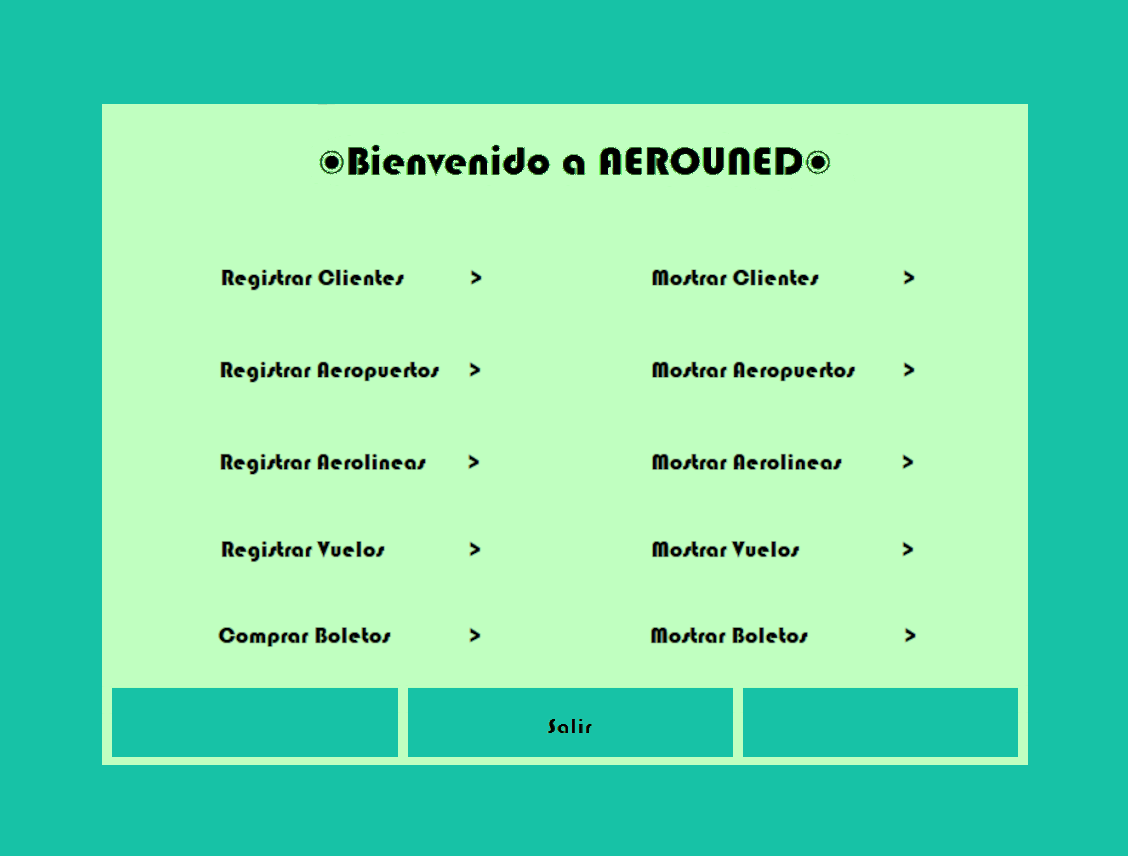 ◉Bienvenido a AEROUNED◉
Registrar Clientes > Mostrar Clientes >
Registrar Aeropuertos > Mostrar Aeropuertos >
Registrar Aerolineas > Mostrar Aerolineas >
Registrar Vuelos > Mostrar Vuelos >
Comprar Boletos > Mostrar Boletos >
Salir